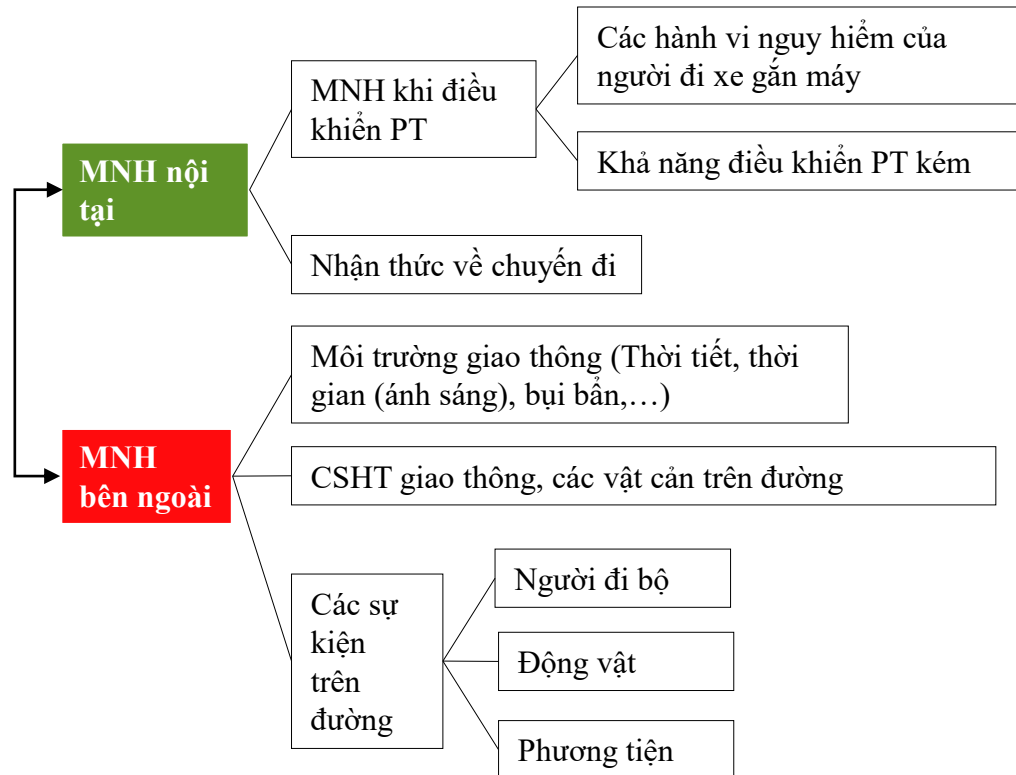 Các hành vi nguy hiểm của
người đi xe gắn máy
MNH khi điều
khiển PT
Khả năng điều khiển PT kém
MNH nội
tại
Nhận thức về chuyến đi
Môi trường giao thông (Thời tiết, thời
gian (ánh sáng), bụi bẩn,…)
MNH
bên ngoài
CSHT giao thông, các vật cản trên đường
Các sự
kiện
trên
đường
Người đi bộ
Động vật
Phương tiện